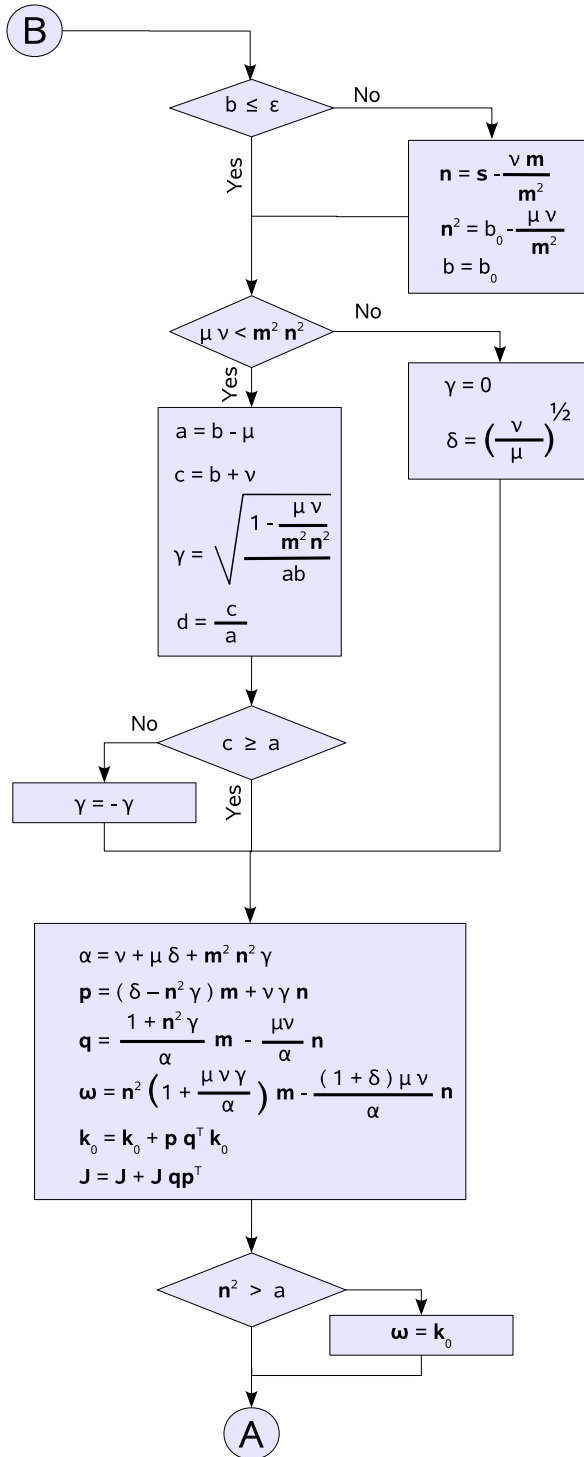 B
b ≤ ε
No
Yes
n = s - ν m / m²
n² = b₀ - μ ν / m²
b = b₀
μ ν < m² n²
No
Yes
γ = 0
δ = ( ν / μ )^½
a = b - μ
c = b + ν
γ = √((1 - μ ν / m² n²) / ab)
d = c / a
c ≥ a
No
Yes
γ = - γ
α = ν + μ δ + m² n² γ
p = ( δ – n² γ ) m + ν γ n
q = (1 + n² γ) / α m - μν / α n
ω = n² ( 1 + μ ν γ / α ) m - ( 1 + δ ) μ ν / α n
k₀ = k₀ + p qᵀ k₀
J = J + J qpᵀ
n² > a
ω = k₀
A